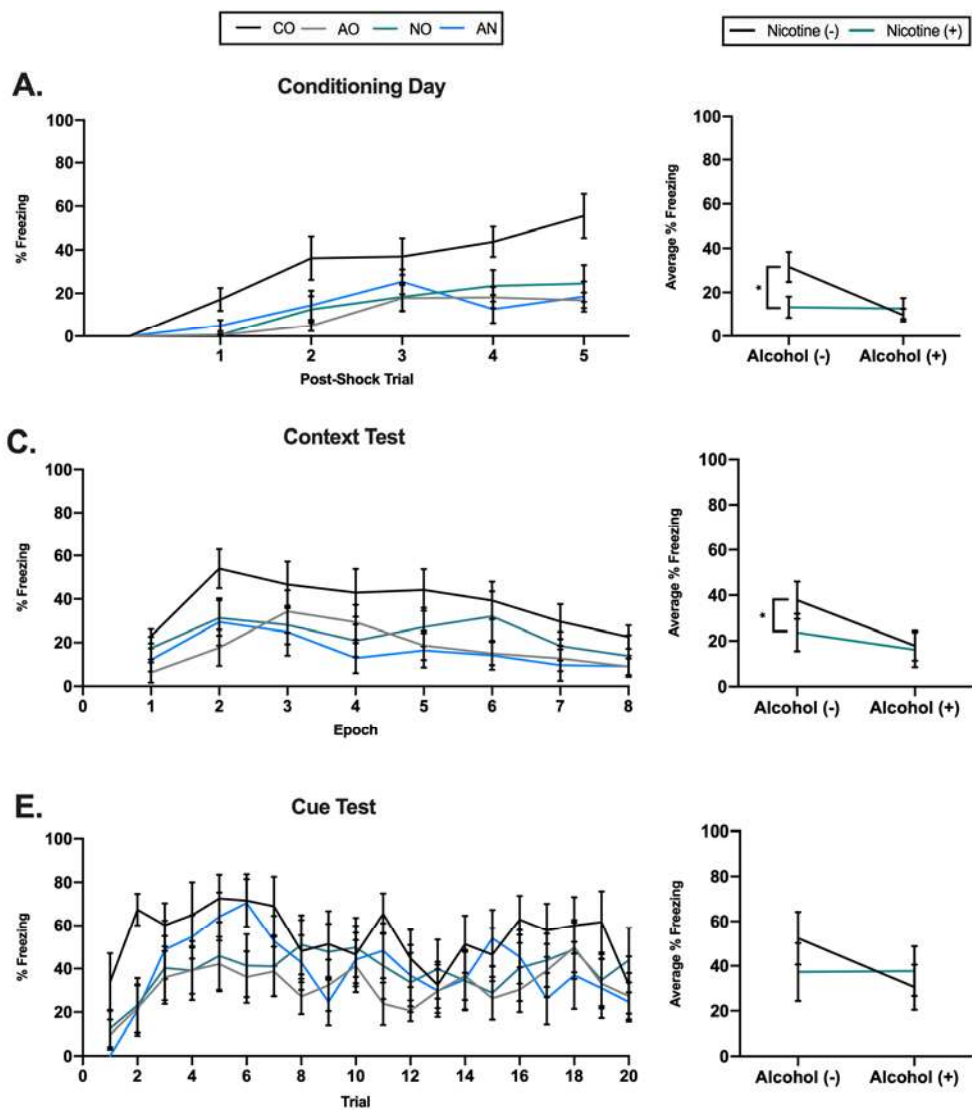 CO AO NO AN
Nicotine (-) Nicotine (+)
A.
Conditioning Day
% Freezing
100
80
60
40
20
0
1 2 3 4 5
Post-Shock Trial
Average % Freezing
100
80
60
40
20
0
*
Alcohol (-) Alcohol (+)
C.
Context Test
% Freezing
100
80
60
40
20
0
0 1 2 3 4 5 6 7 8
Epoch
Average % Freezing
100
80
60
40
20
0
*
Alcohol (-) Alcohol (+)
E.
Cue Test
% Freezing
100
80
60
40
20
0
0 2 4 6 8 10 12 14 16 18 20
Trial
Average % Freezing
100
80
60
40
20
0
Alcohol (-) Alcohol (+)